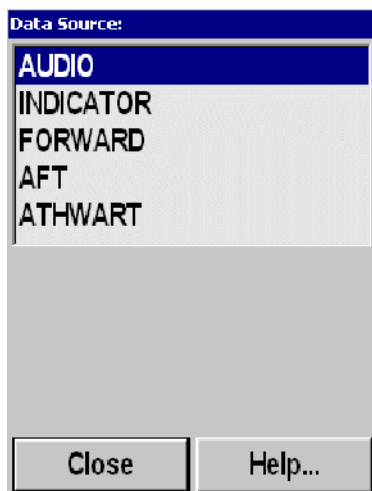 Data Source:
AUDIO
INDICATOR
FORWARD
AFT
ATHWART
Close
Help...